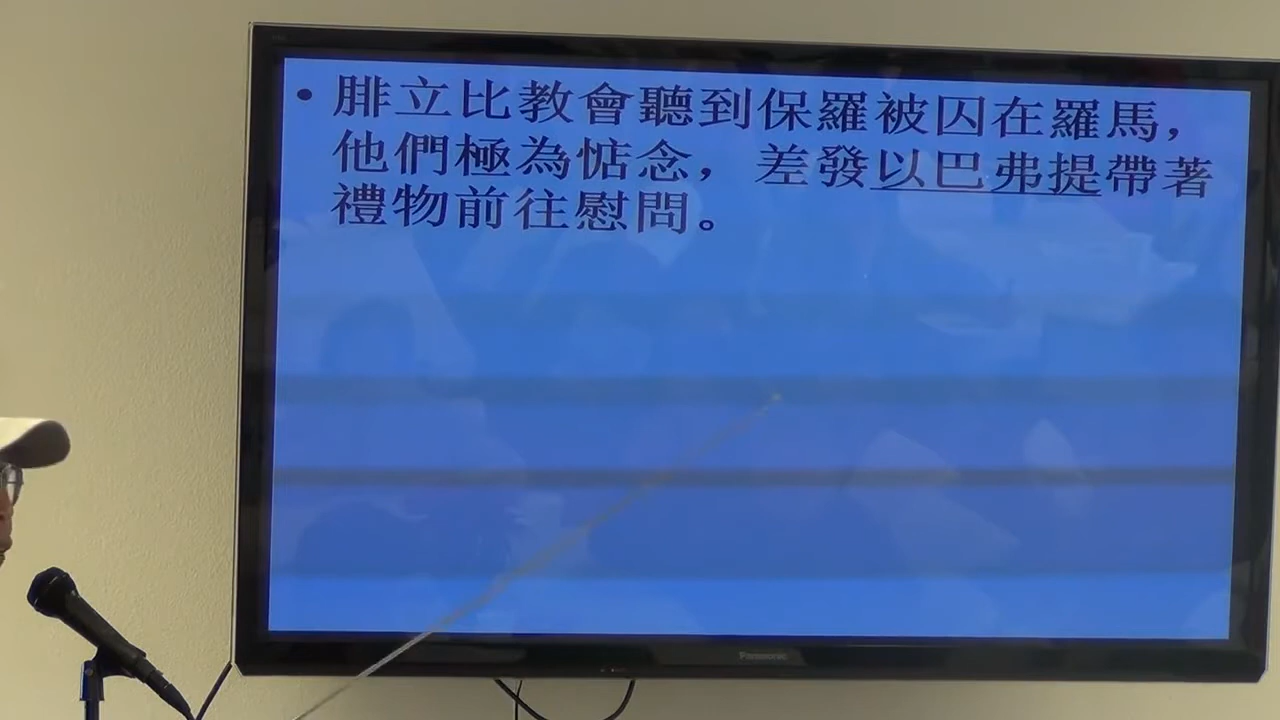 • 腓立比教會聽到保羅被囚在羅馬，
他們極為惦念，差發以巴弗提帶著
禮物前往慰問。
Panasonic